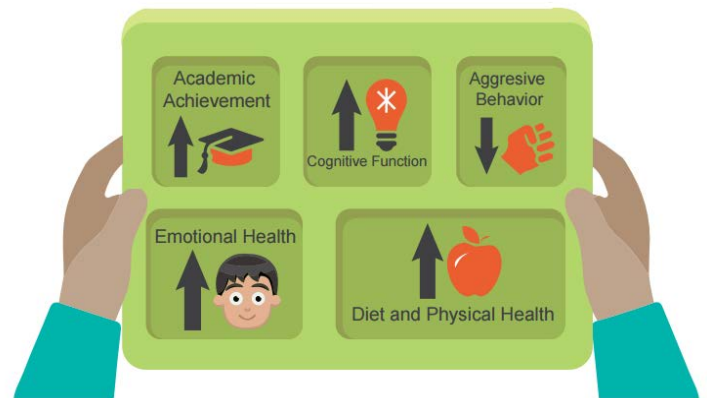 Academic
Achievement
Cognitive Function
Aggresive
Behavior
Emotional Health
Diet and Physical Health